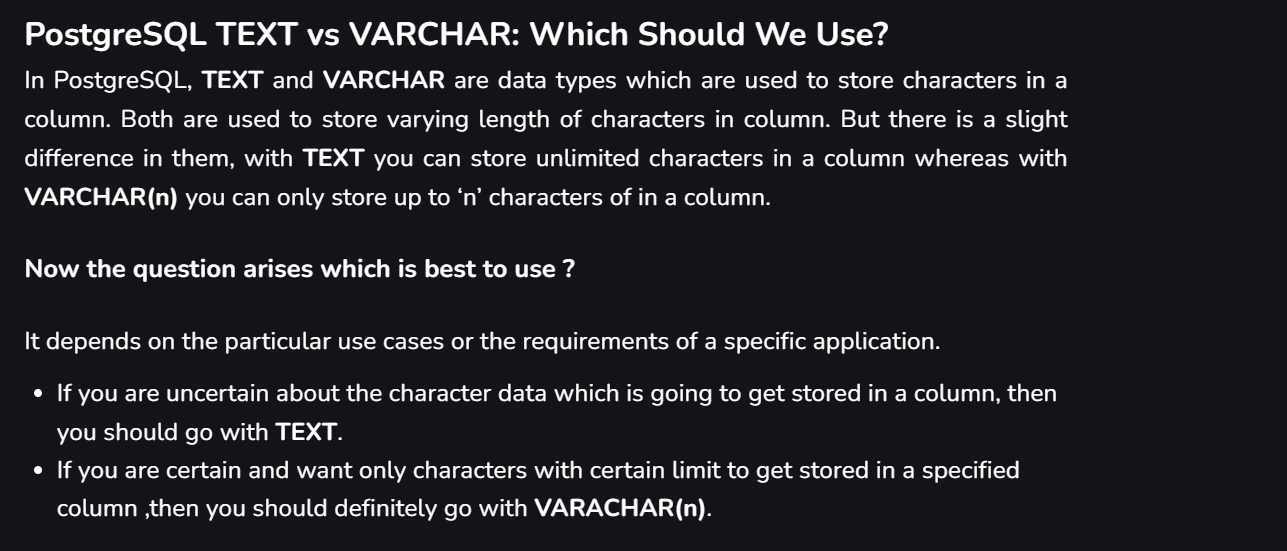 PostgreSQL TEXT vs VARCHAR: Which Should We Use?
In PostgreSQL, TEXT and VARCHAR are data types which are used to store characters in a
column. Both are used to store varying length of characters in column. But there is a slight
difference in them, with TEXT you can store unlimited characters in a column whereas with
VARCHAR(n) you can only store up to ‘n’ characters of in a column.
Now the question arises which is best to use ?
It depends on the particular use cases or the requirements of a specific application.
• If you are uncertain about the character data which is going to get stored in a column, then
you should go with TEXT.
• If you are certain and want only characters with certain limit to get stored in a specified
column ,then you should definitely go with VARACHAR(n).